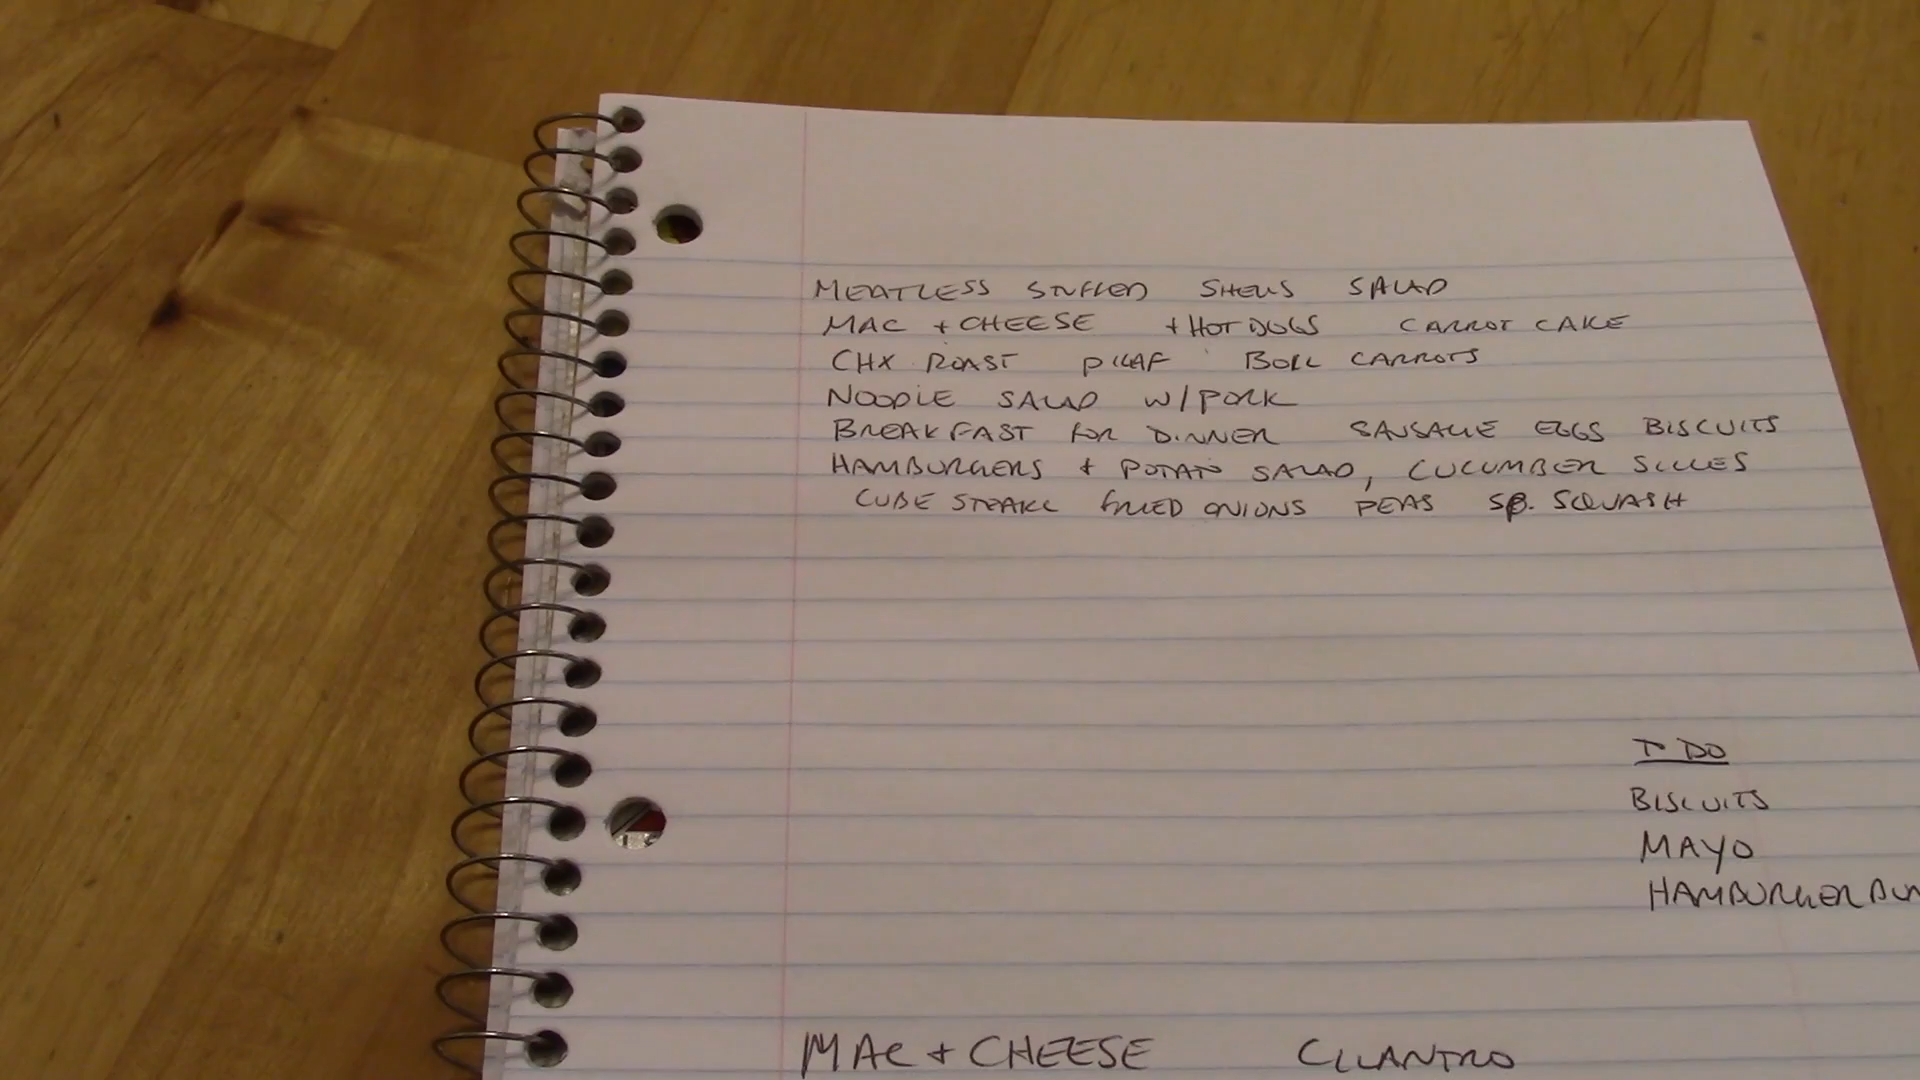 MEATLESS STUFFED SHELLS SALAD
MAC + CHEESE + HOT DOGS CARROT CAKE
CHX ROAST PILAF BOIL CARROTS
NOODLE SALAD W/PORK
BREAKFAST FOR DINNER SAUSAGE EGGS BISCUITS
HAMBURGERS + POTATO SALAD, CUCUMBER SLICES
CUBE STEAK FRIED ONIONS PEAS SP. SQUASH
TO DO
BISCUITS
MAYO
HAMBURGER BUN
MAC + CHEESE CILANTRO